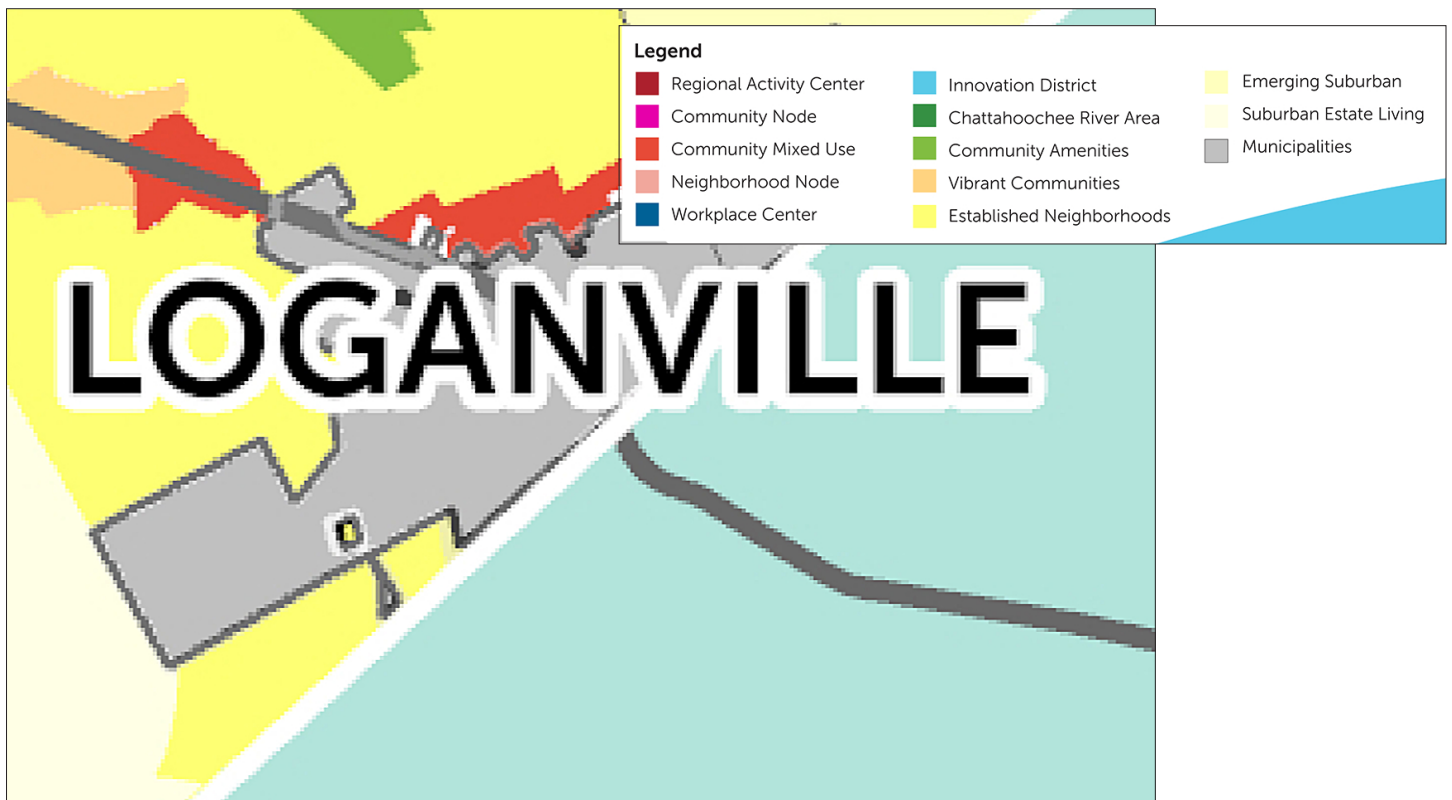 Legend
Regional Activity Center
Community Node
Community Mixed Use
Neighborhood Node
Workplace Center
Innovation District
Chattahoochee River Area
Community Amenities
Vibrant Communities
Established Neighborhoods
Emerging Suburban
Suburban Estate Living
Municipalities
LOGANVILLE